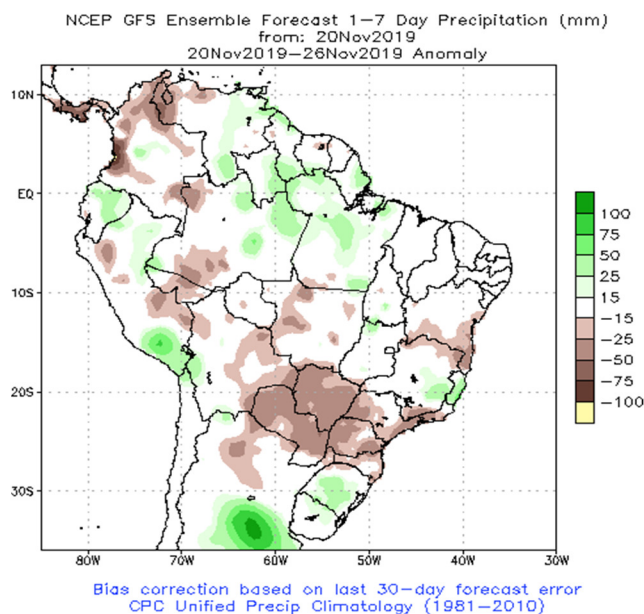 NCEP GFS Ensemble Forecast 1–7 Day Precipitation (mm)
from: 20Nov2019
20Nov2019–26Nov2019 Anomaly
10N
EQ
10S
20S
30S
80W
70W
60W
50W
40W
30W
100
75
50
25
15
−15
−25
−50
−75
−100
Bias correction based on last 30–day forecast error
CPC Unified Precip Climatology (1981–2010)